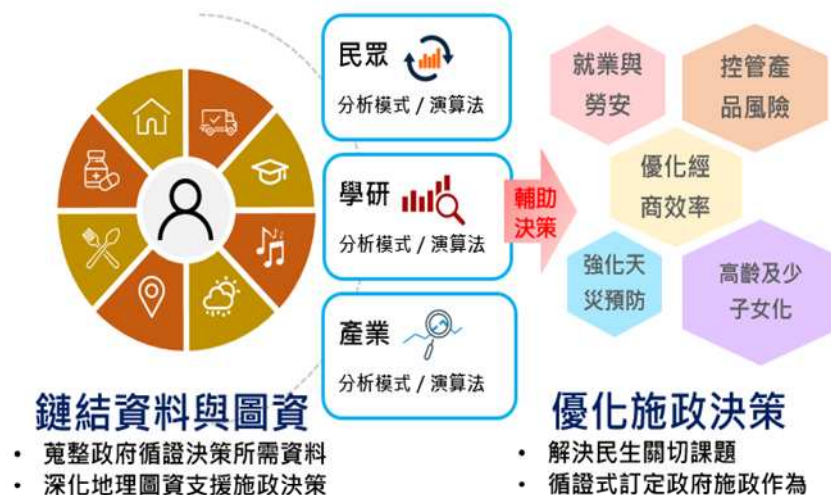 民眾
分析模式 / 演算法
學研
分析模式 / 演算法
產業
分析模式 / 演算法
輔助
決策
就業與
勞安
控管產
品風險
優化經
商效率
強化天
災預防
高齡及少
子女化
鏈結資料與圖資
• 蒐整政府循證決策所需資料
• 深化地理圖資支援施政決策
優化施政決策
• 解決民生關切課題
• 循證式訂定政府施政作為